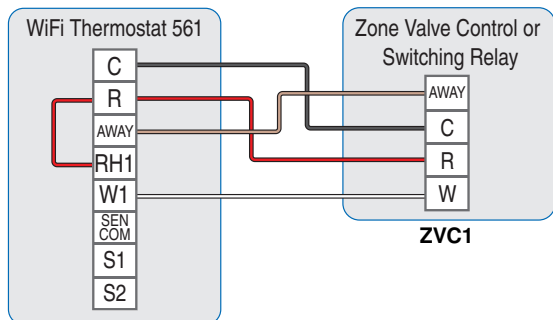 WiFi Thermostat 561
C
R
AWAY
RH1
W1
SEN
COM
S1
S2
Zone Valve Control or
Switching Relay
AWAY
C
R
W
ZVC1